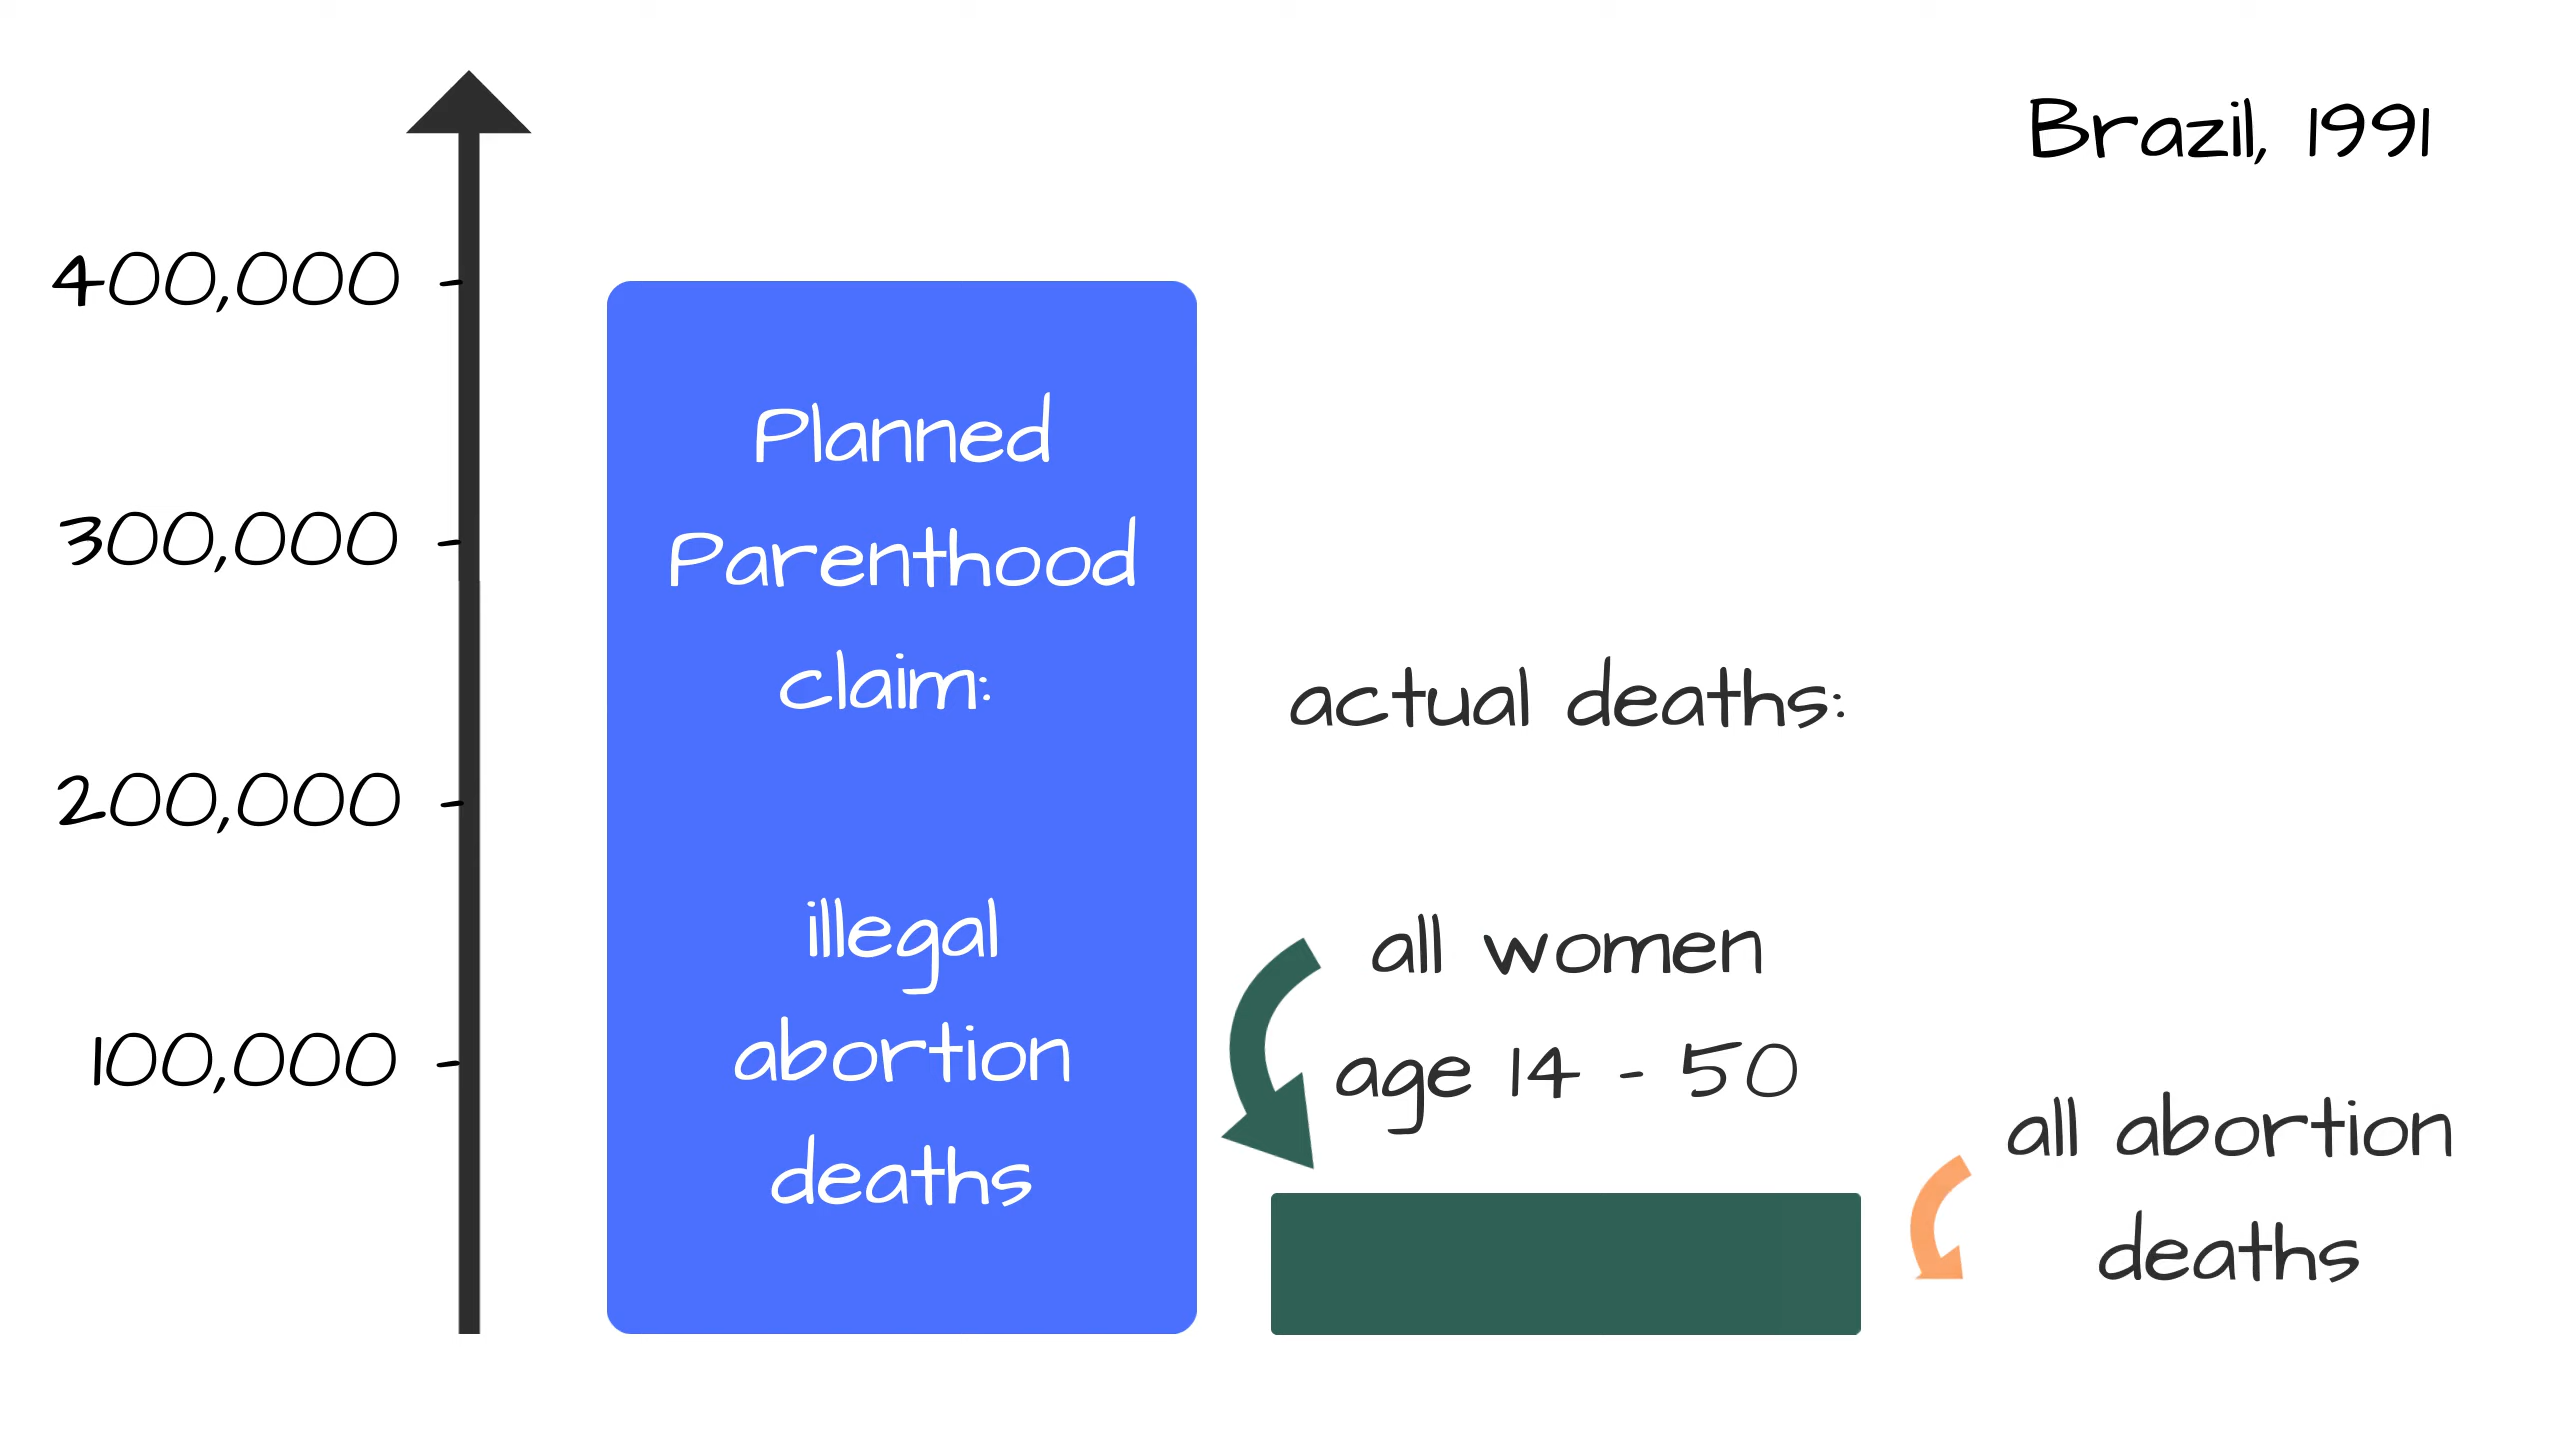 Brazil, 1991
400,000
300,000
200,000
100,000
Planned
Parenthood
claim:
illegal
abortion
deaths
actual deaths:
all women
age 14 - 50
all abortion
deaths